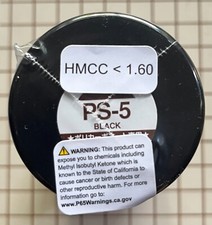 HMCC < 1.60
PS-5
BLACK
WARNING: This product can
expose you to chemicals including
Methyl Isobutyl Ketone which is
known to the State of California to
cause cancer or birth defects or
other reproductive harm. For more
information go to
www.P65Warnings.ca.gov